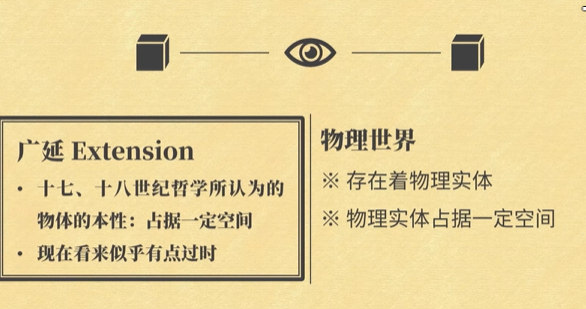 广延 Extension
• 十七、十八世纪哲学所认为的
物体的本性：占据一定空间
• 现在看来似乎有点过时
物理世界
※ 存在着物理实体
※ 物理实体占据一定空间